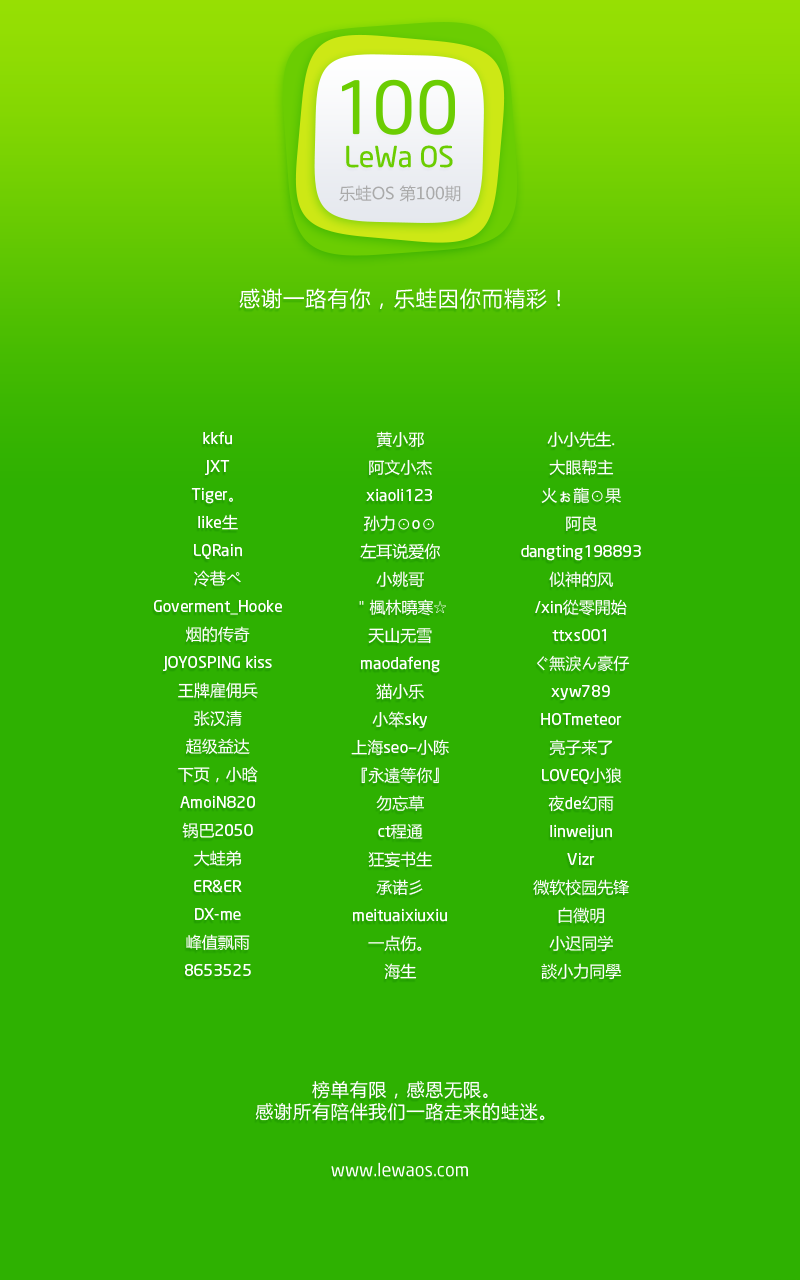 100
LeWa OS
乐蛙OS 第100期
感谢一路有你，乐蛙因你而精彩！
kkfu 黄小邪 小小先生.
JXT 阿文小杰 大眼帮主
Tiger。 xiaoli123 火ぉ龍⊙果
like生 孙力⊙o⊙ 阿良
LQRain 左耳说爱你 dangting198893
冷巷ペ 小姚哥 似神的风
Goverment_Hooke "楓林曉寒☆ /xin從零開始
烟的传奇 天山无雪 ttxs001
JOYOSPING kiss maodafeng ぐ無淚ん豪仔
王牌雇佣兵 猫小乐 xyw789
张汉清 小笨sky HOTmeteor
超级益达 上海seo—小陈 亮子来了
下页，小晗 『永遠等你』 LOVEQ小狼
AmoiN820 勿忘草 夜de幻雨
锅巴2050 ct程通 linweijun
大蛙弟 狂妄书生 Vizr
ER&ER 承诺彡 微软校园先锋
DX-me meituaixiuxiu 白徵明
峰值飘雨 一点伤。 小迟同学
8653525 海生 談小力同學
榜单有限，感恩无限。
感谢所有陪伴我们一路走来的蛙迷。
www.lewaos.com